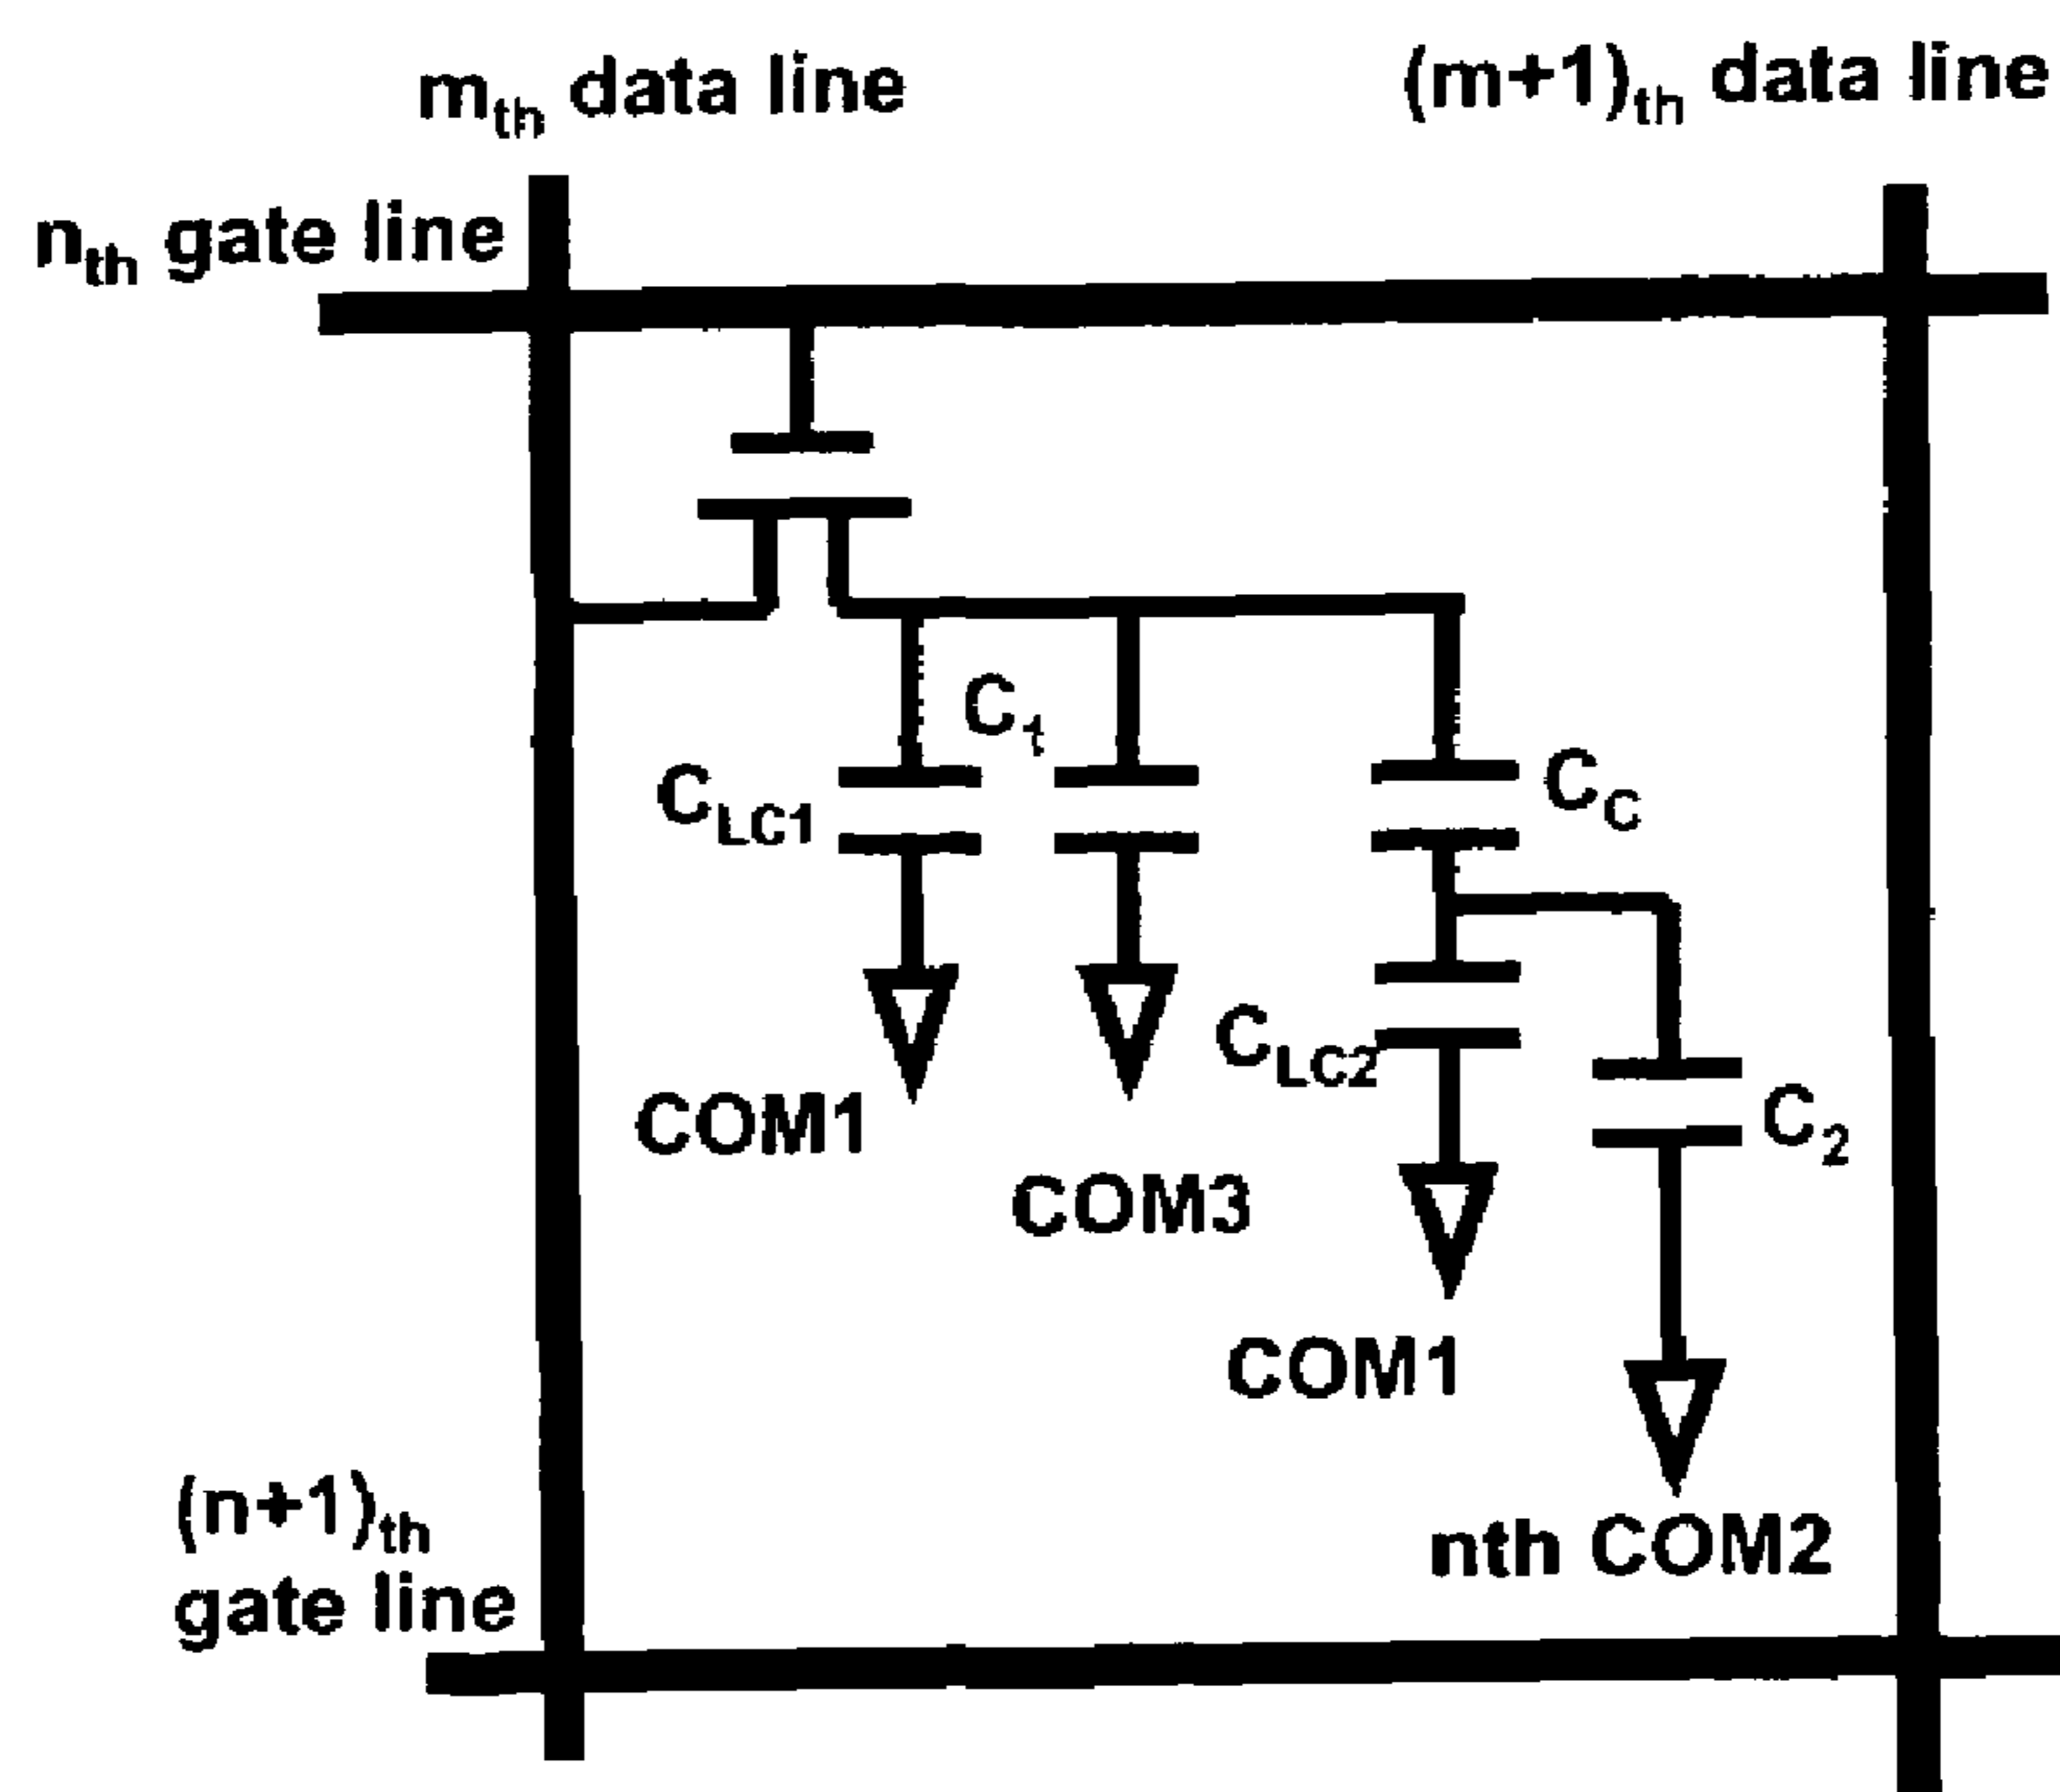 m_th data line
(m+1)_th data line
n_th gate line
C_1
C_LC1
C_C
C_LC2
C_2
COM1
COM3
COM1
(n+1)_th
gate line
nth COM2